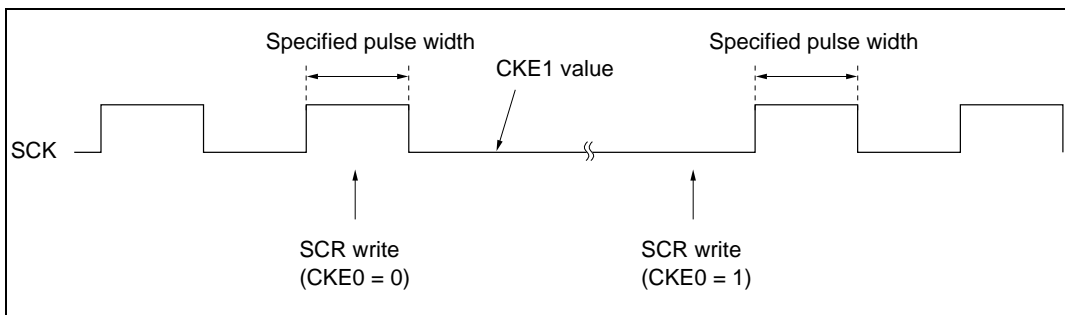 Specified pulse width
Specified pulse width
CKE1 value
SCK
SCR write
(CKE0 = 0)
SCR write
(CKE0 = 1)